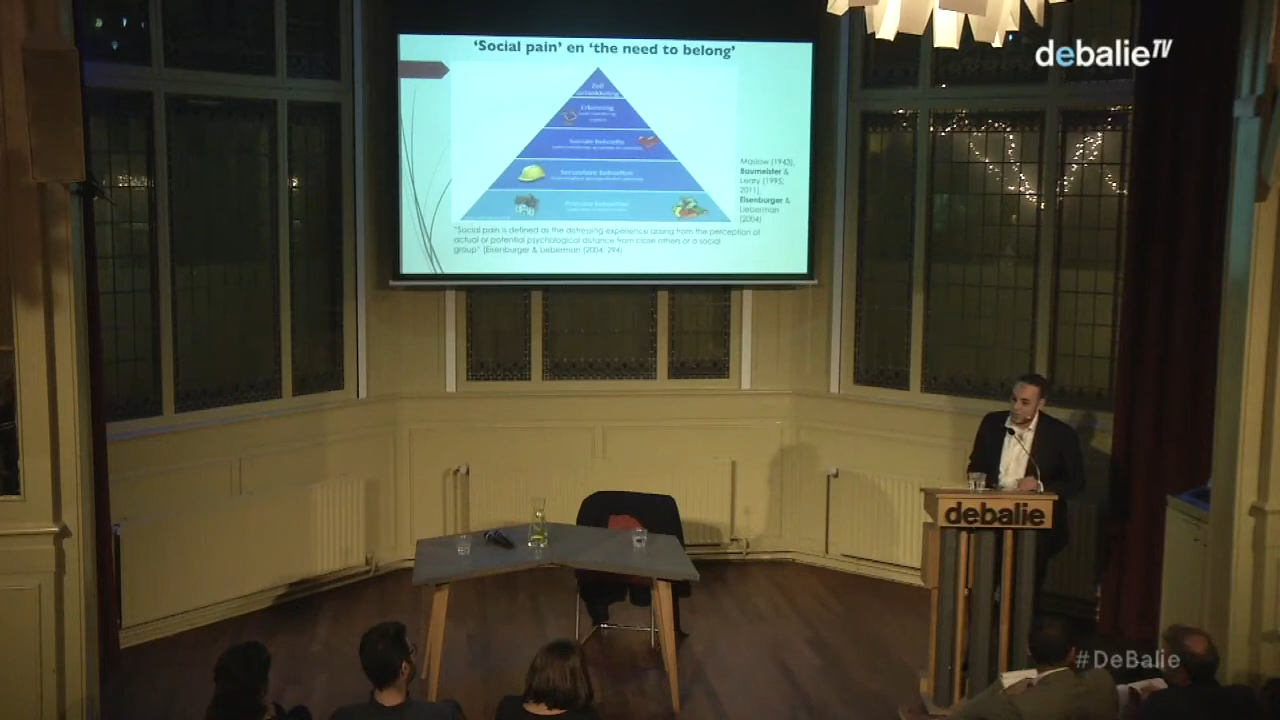 'Social pain' en 'the need to belong'
debalieTV
Erkenning
Sociale behoefte
Secundaire behoeften
Primaire behoeften
Maslow (1943),
Baumeister &
Leary (1995;
2011),
Eisenburger &
Lieberman
(2004)
"Social pain is defined as the distressing experience arising from the perception of
actual or potential psychological distance from close others or a social
group" (Eisenburger & Lieberman (2004, 294)
debalie
#DeBalie